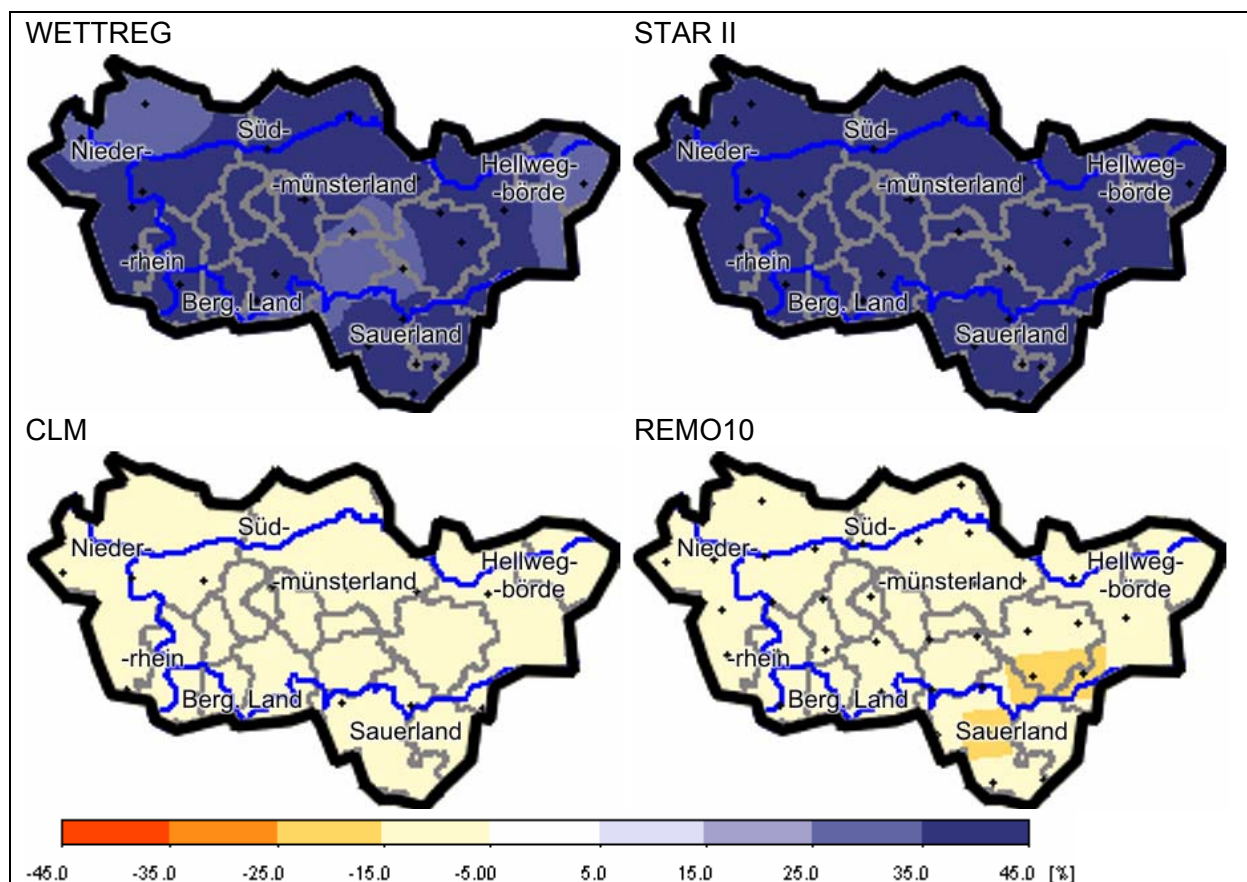 WETTREG
STAR II
Süd-
Nieder-
Hellweg-
-münsterland
-börde
-rhein
Berg. Land
Sauerland
Süd-
Nieder-
Hellweg-
-münsterland
-börde
-rhein
Berg. Land
Sauerland
CLM
REMO10
Süd-
Nieder-
Hellweg-
-münsterland
-börde
-rhein
Berg. Land
Sauerland
Süd-
Nieder-
Hellweg-
-münsterland
-börde
-rhein
Berg. Land
Sauerland
-45.0 -35.0 -25.0 -15.0 -5.00 5.0 15.0 25.0 35.0 45.0 [%]